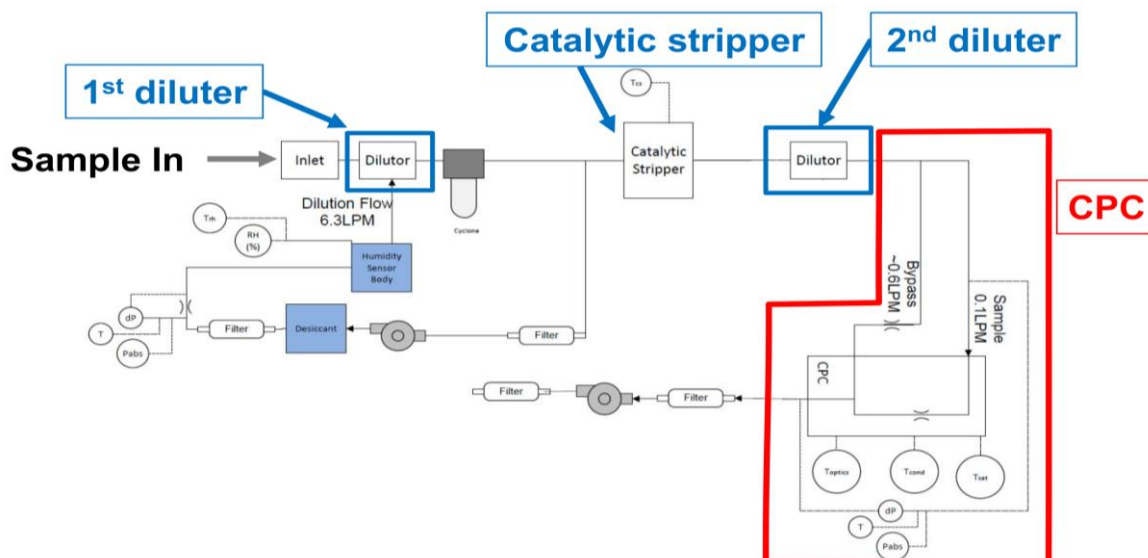 Catalytic stripper
2nd diluter
1st diluter
Sample In
Inlet
Dilutor
Dilution Flow
6.3LPM
Cyclone
Tcs
Catalytic
Stripper
Dilutor
CPC
Trh
RH
(%)
Humidity
Sensor
Body
dP
T
Pabs
Filter
Desiccant
Filter
Bypass
~0.6LPM
Sample
0.1LPM
CPC
Filter
Filter
Toptics
Tcond
Tsat
dP
T
Pabs